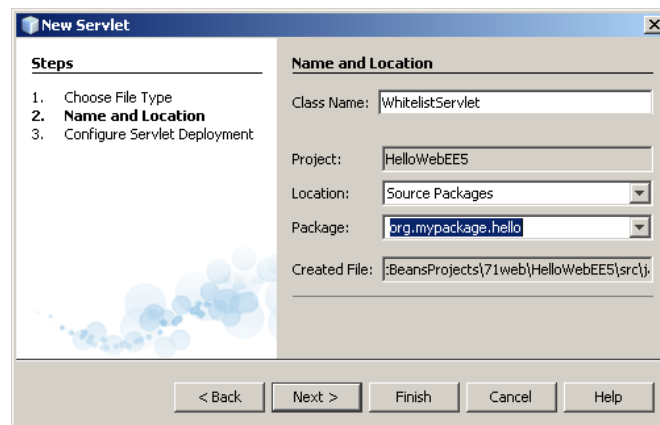 New Servlet
Steps
1. Choose File Type
2. Name and Location
3. Configure Servlet Deployment
Name and Location
Class Name: WhitelistServlet
Project: HelloWebEE5
Location: Source Packages
Package: org.mypackage.hello
Created File: :BeansProjects\71web\HelloWebEE5\src\j
< Back Next > Finish Cancel Help